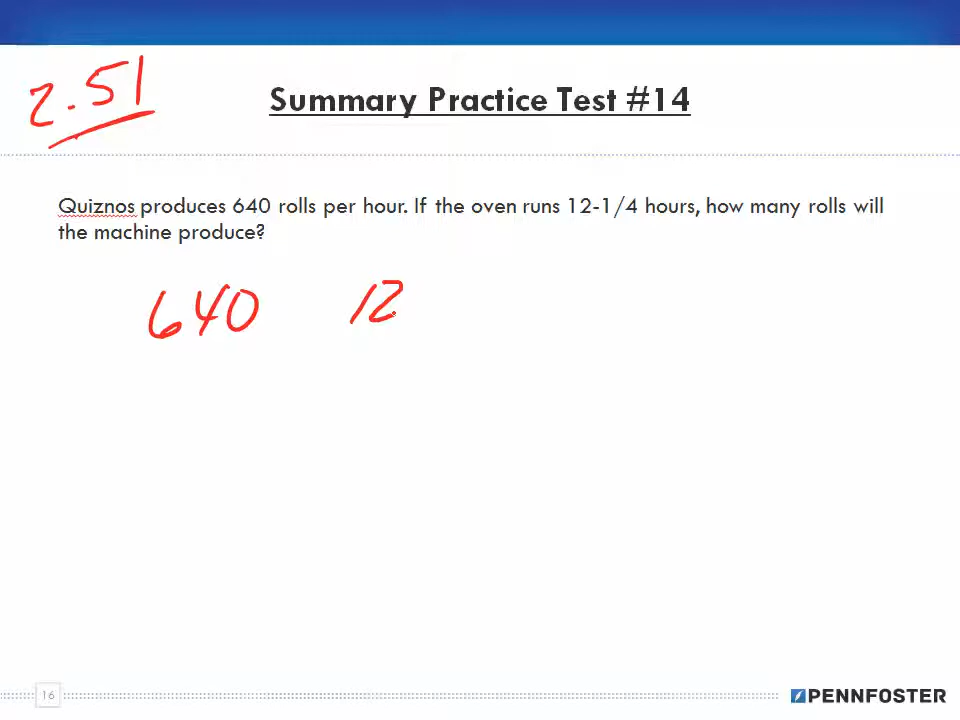 2.51
Summary Practice Test #14
Quiznos produces 640 rolls per hour. If the oven runs 12-1/4 hours, how many rolls will
the machine produce?
640 12
16
PENNFOSTER